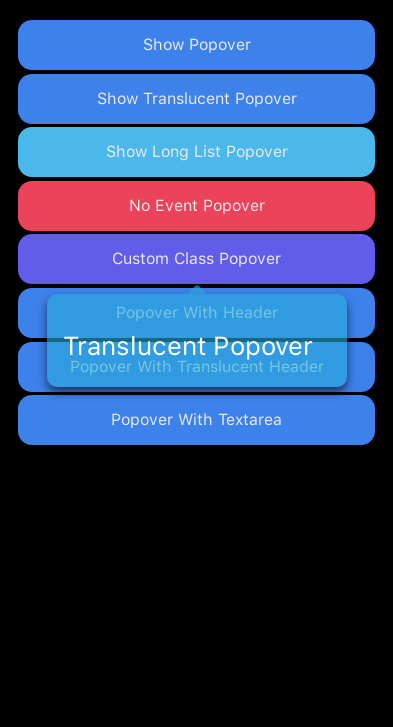 Show Popover
Show Translucent Popover
Show Long List Popover
No Event Popover
Custom Class Popover
Popover With Header
Translucent Popover
Popover With Translucent Header
Popover With Textarea